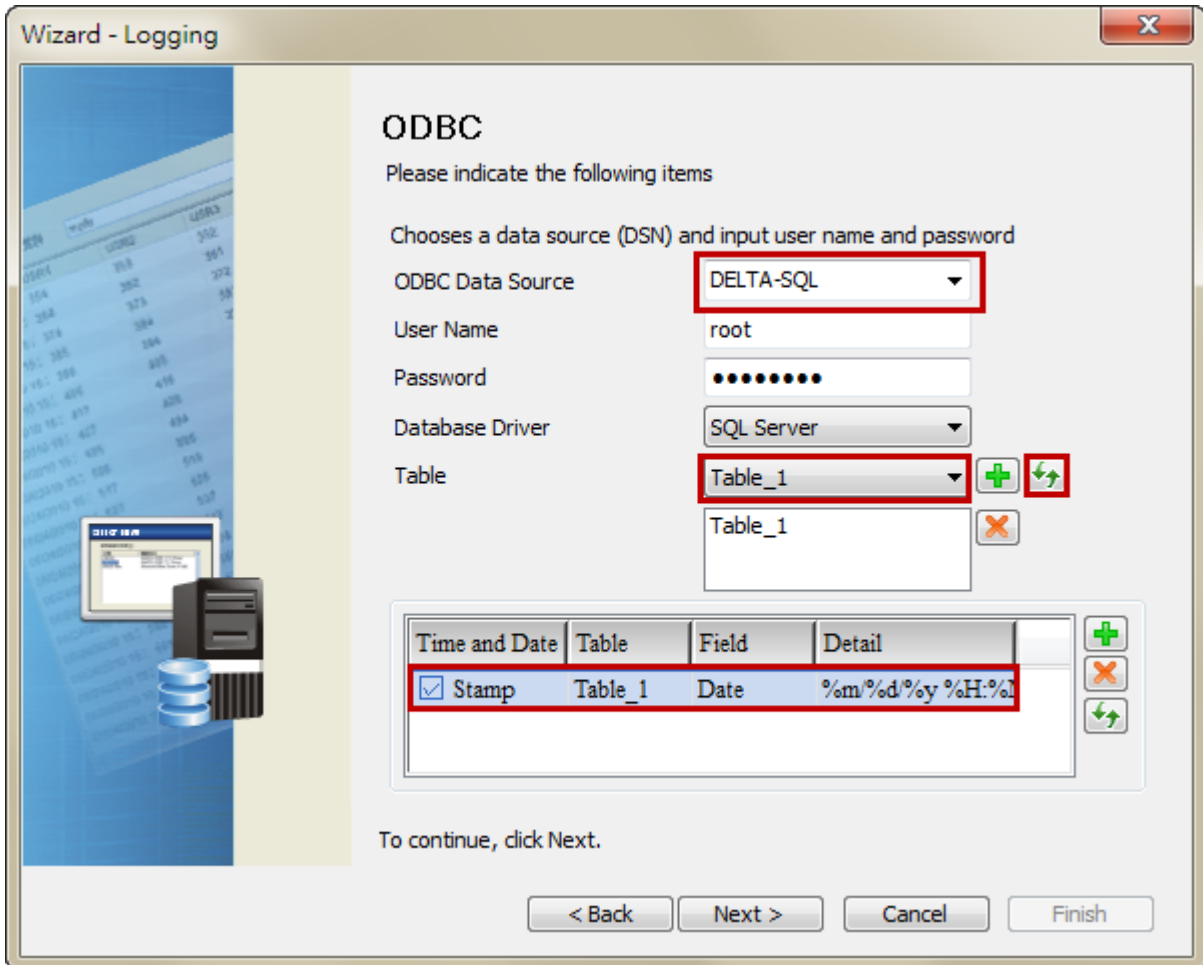 Wizard - Logging
ODBC
Please indicate the following items
Chooses a data source (DSN) and input user name and password
ODBC Data Source DELTA-SQL
User Name root
Password ●●●●●●●●
Database Driver SQL Server
Table Table_1
Table_1
Time and Date Table Field Detail
Stamp Table_1 Date %m/%d/%y %H:%
To continue, click Next.
< Back Next > Cancel Finish